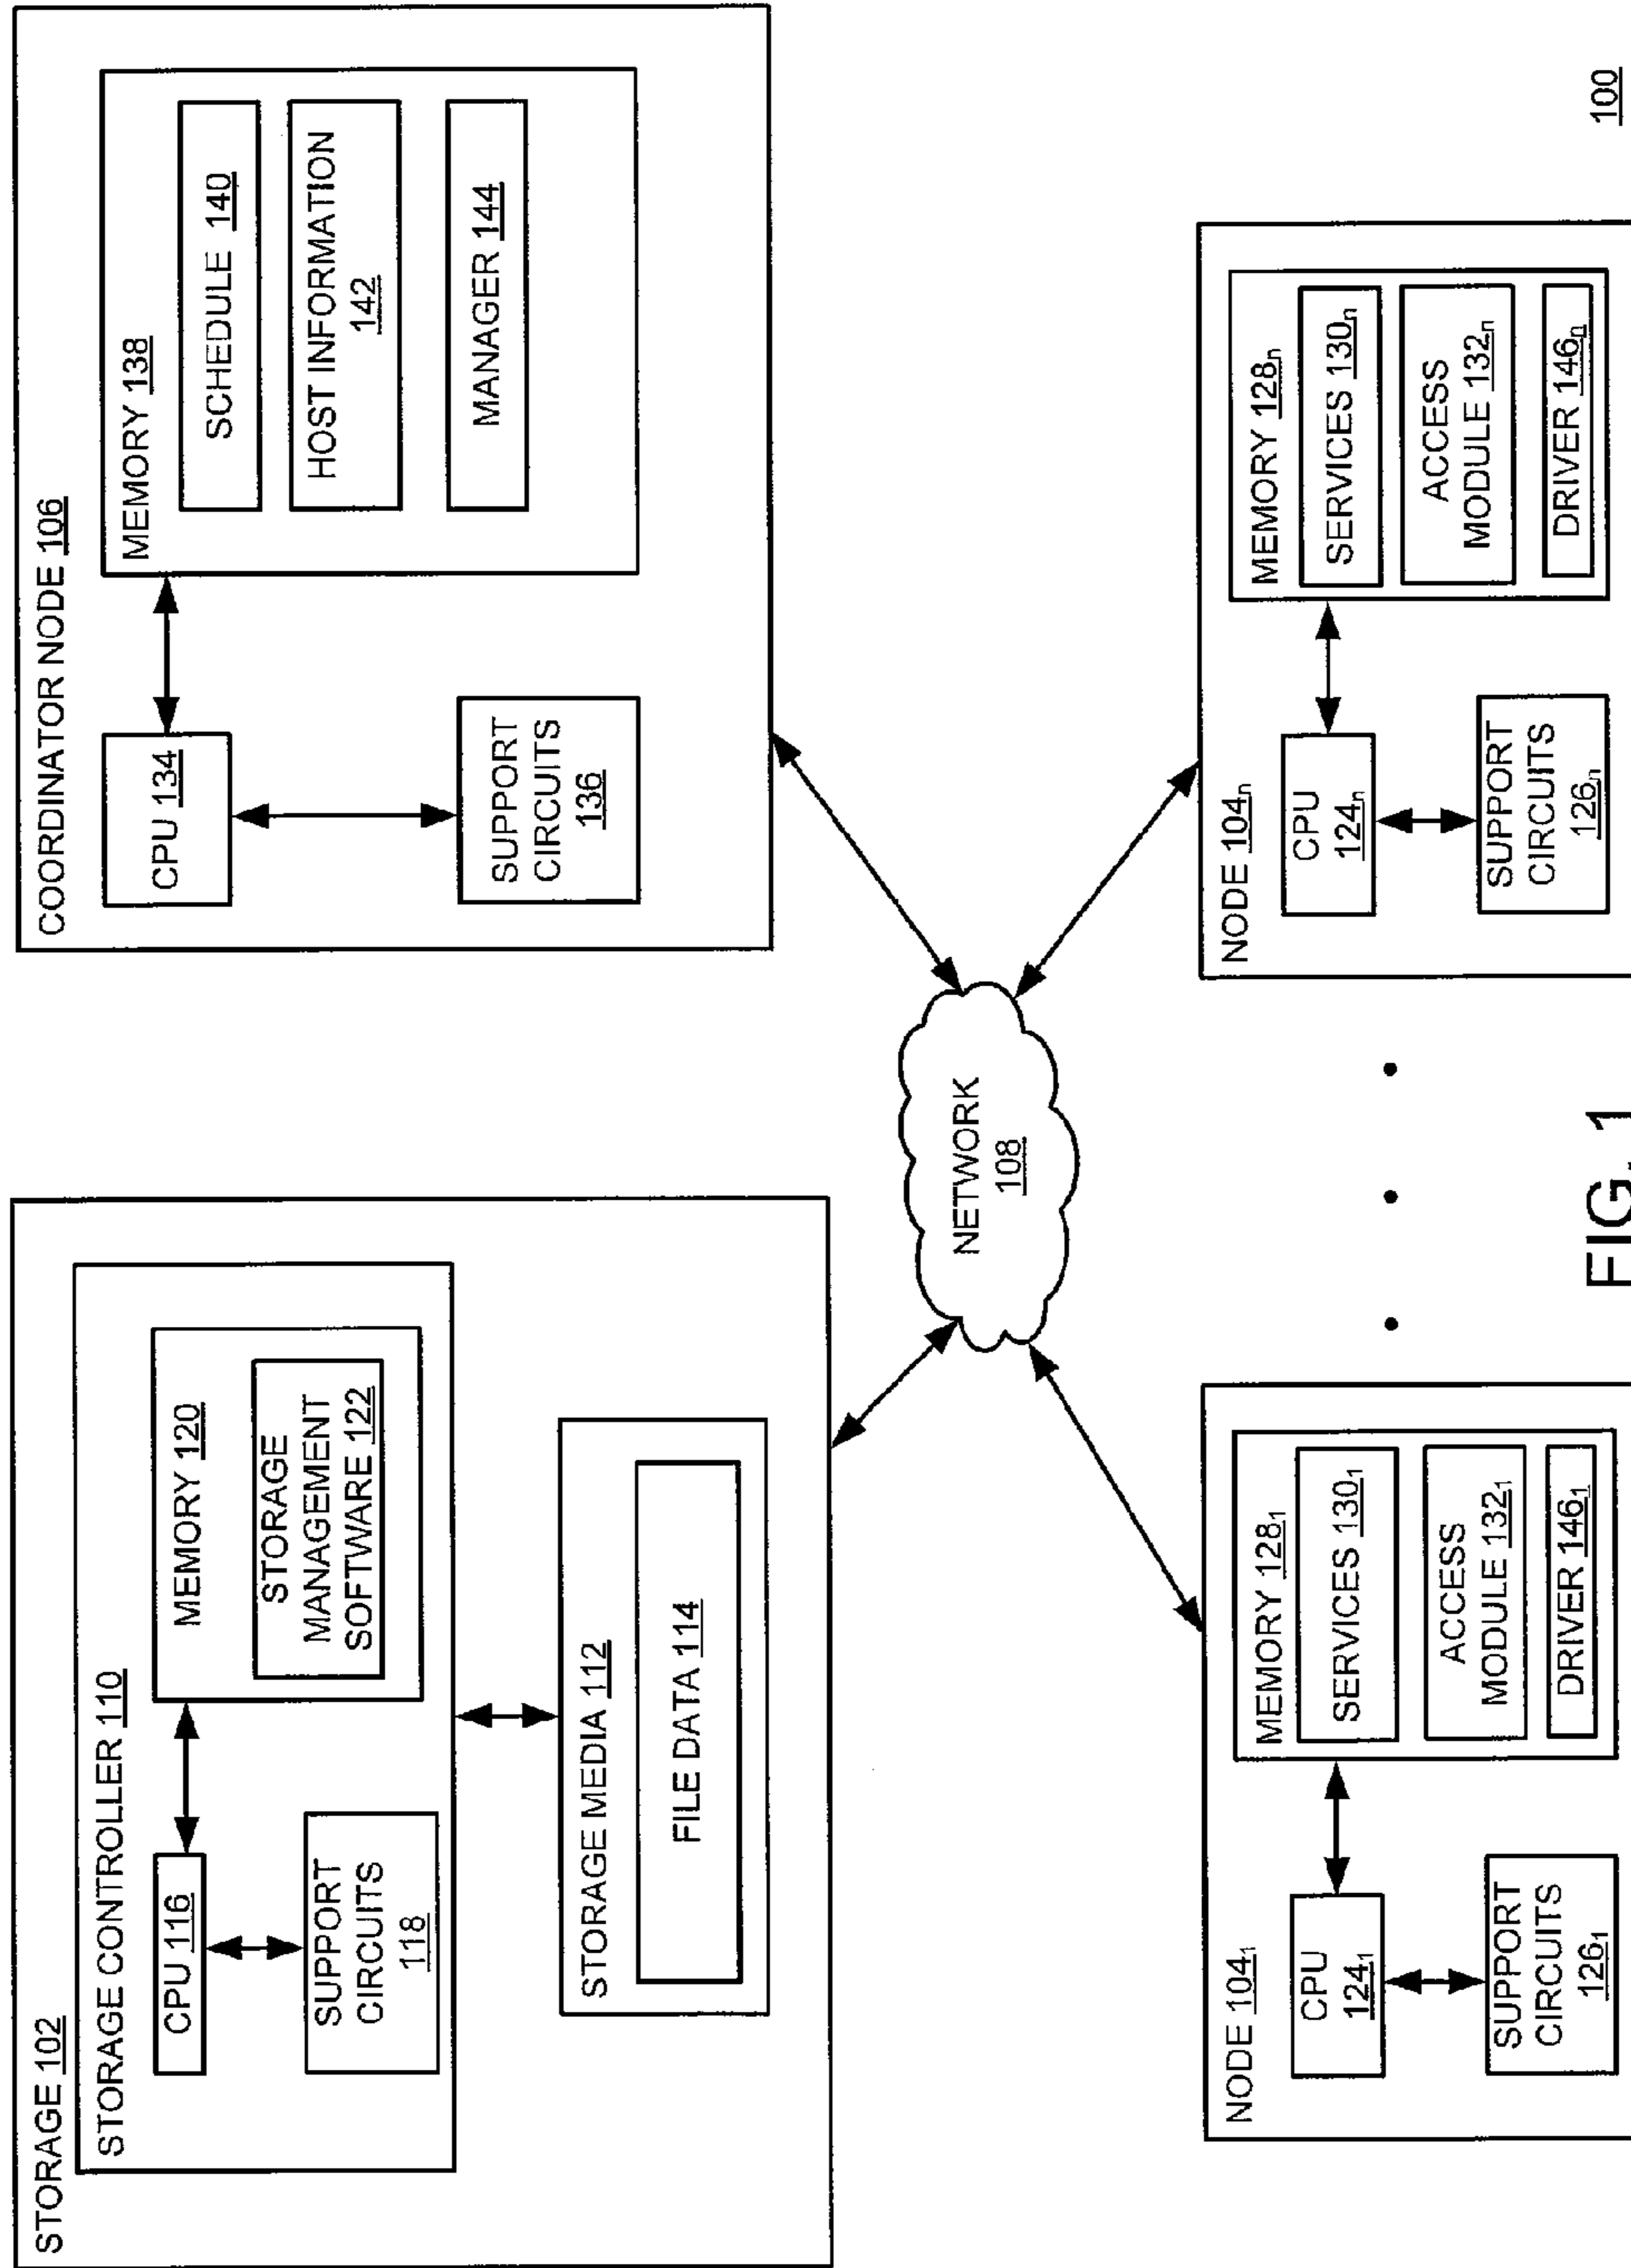 STORAGE 102
STORAGE CONTROLLER 110
CPU 116
SUPPORT
CIRCUITS
118
MEMORY 120
STORAGE
MANAGEMENT
SOFTWARE 122
STORAGE MEDIA 112
FILE DATA 114
COORDINATOR NODE 106
CPU 134
SUPPORT
CIRCUITS
136
MEMORY 138
SCHEDULE 140
HOST INFORMATION
142
MANAGER 144
NETWORK
108
NODE 104₁
CPU
124₁
SUPPORT
CIRCUITS
126₁
MEMORY 128₁
SERVICES 130₁
ACCESS
MODULE 132₁
DRIVER 146₁
• • •
NODE 104ₙ
CPU
124ₙ
SUPPORT
CIRCUITS
126ₙ
MEMORY 128ₙ
SERVICES 130ₙ
ACCESS
MODULE 132ₙ
DRIVER 146ₙ
FIG. 1
100